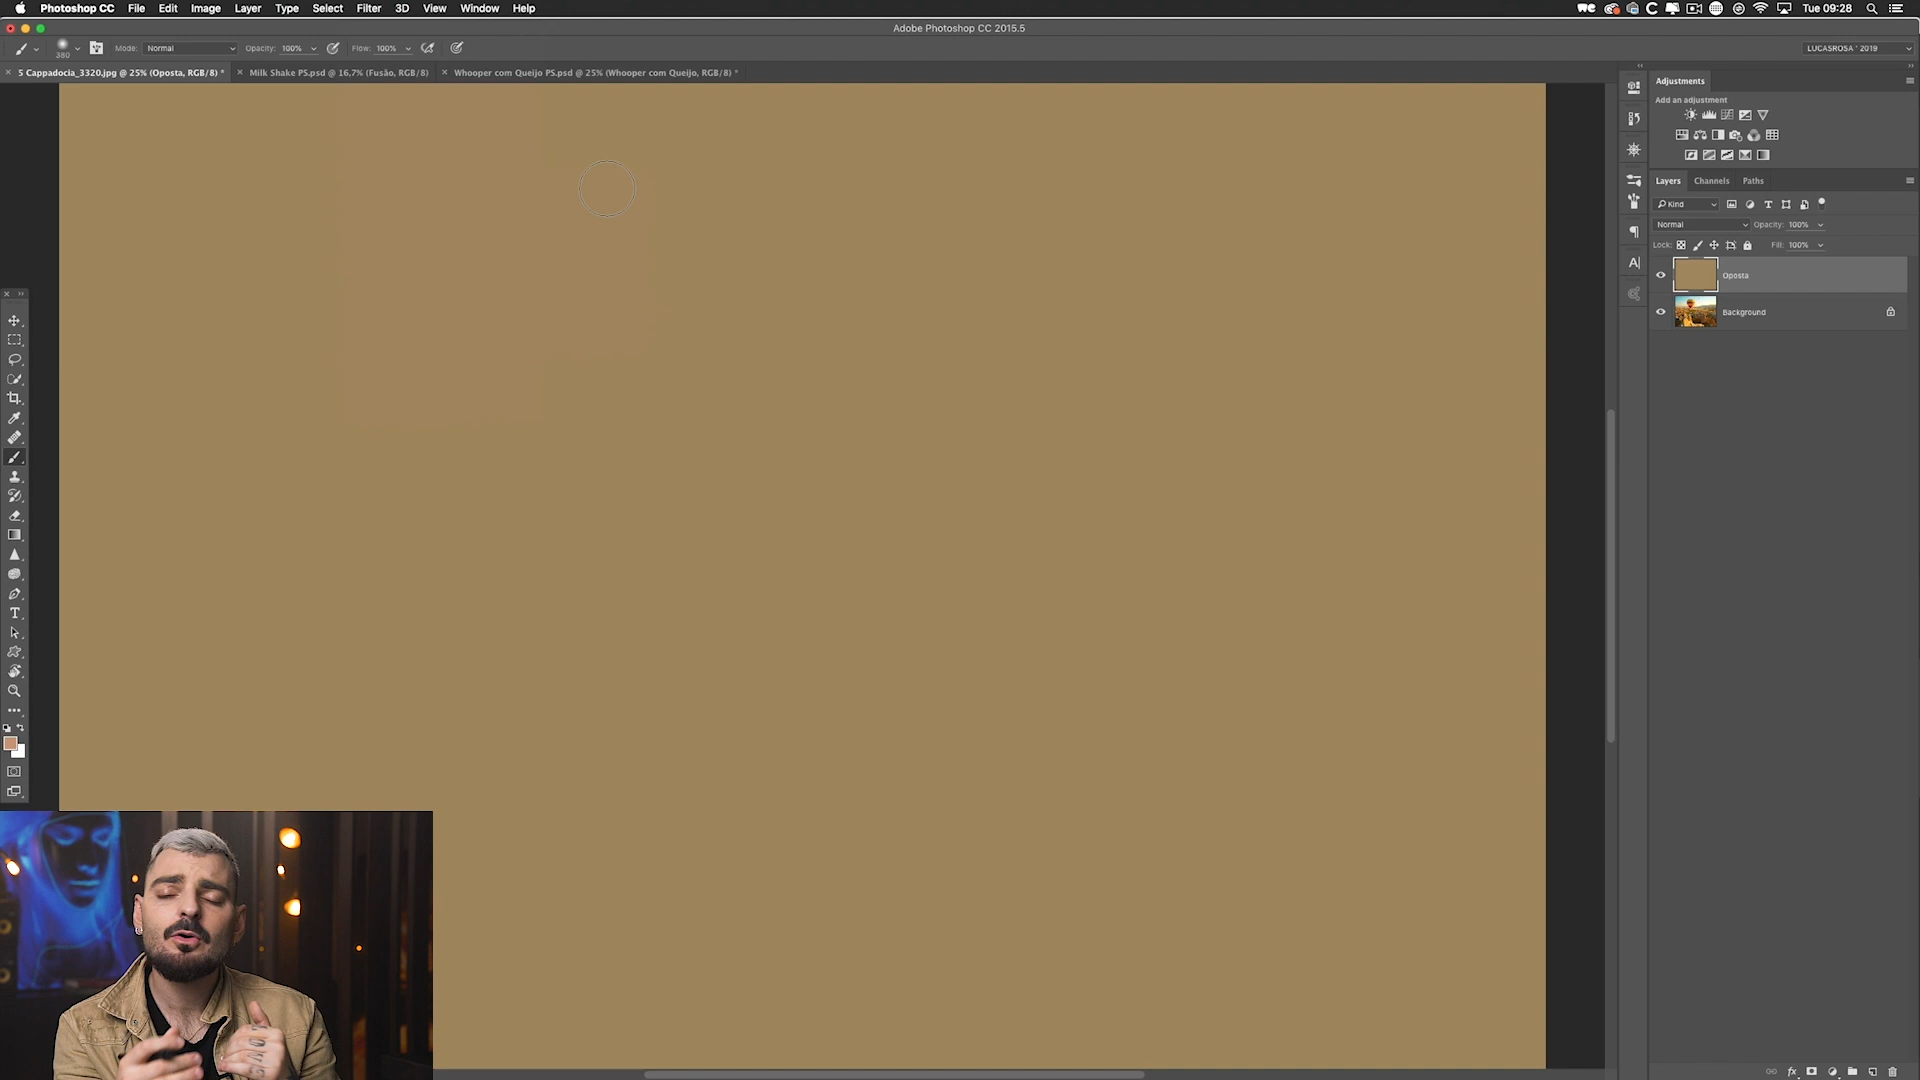 Photoshop CC File Edit Image Layer Type Select Filter 3D View Window Help
Tue 09:28
Adobe Photoshop CC 2015.5
380
Mode: Normal
Opacity: 100%
Flow: 100%
LUCASROSA ' 2019
5 Cappadocia_3320.jpg @ 25% (Oposta, RGB/8) *
Milk Shake PS.psd @ 16,7% (Fusão, RGB/8)
Whooper com Queijo PS.psd @ 25% (Whooper com Queijo, RGB/8) *
Adjustments
Add an adjustment
Layers Channels Paths
Kind
Normal
Opacity: 100%
Lock:
Fill: 100%
Oposta
Background